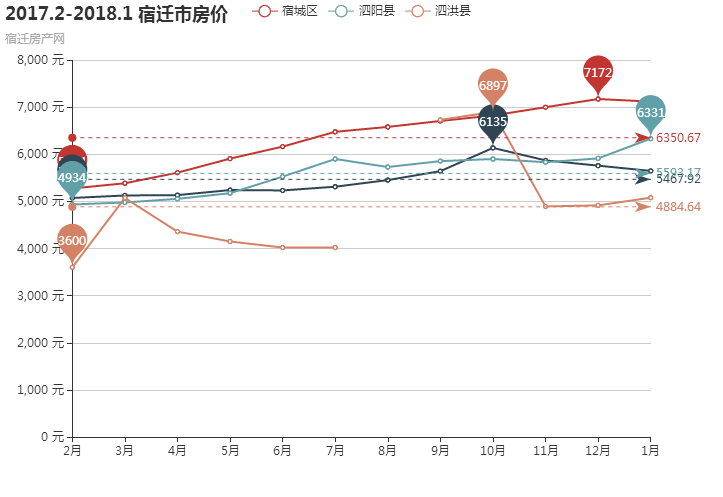 2017.2-2018.1 宿迁市房价
宿城区 泗阳县 泗洪县
宿迁房产网
8,000 元
7,000 元
6,000 元
5,000 元
4,000 元
3,000 元
2,000 元
1,000 元
0 元
7172
6897
6331
6135
4934
3600
6350.67
5467.92
4884.64
2月 3月 4月 5月 6月 7月 8月 9月 10月 11月 12月 1月